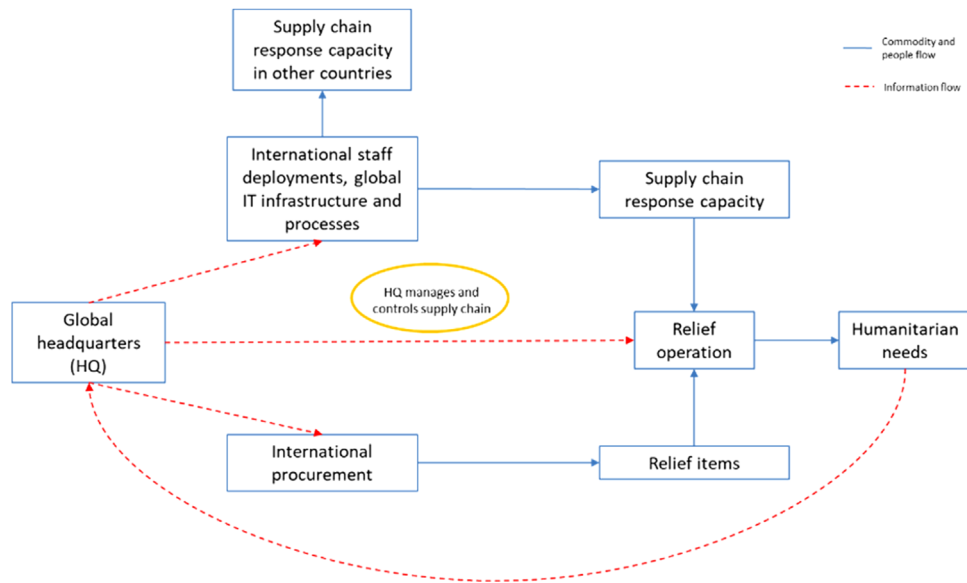 Supply chain
response capacity
in other countries
Commodity and
people flow
Information flow
International staff
deployments, global
IT infrastructure and
processes
Supply chain
response capacity
HQ manages and
controls supply chain
Global
headquarters
(HQ)
Relief
operation
Humanitarian
needs
International
procurement
Relief items